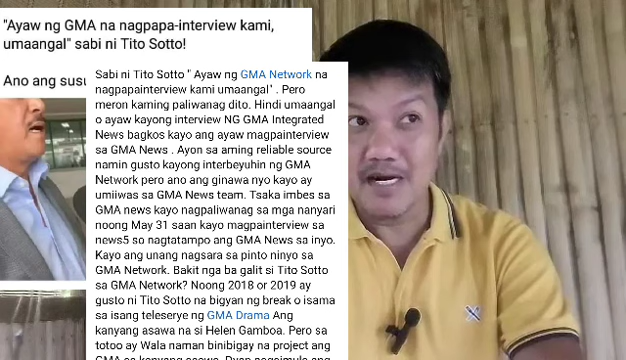 "Ayaw ng GMA na nagpapa-interview kami,
umaangal" sabi ni Tito Sotto!
Ano ang susu
Sabi ni Tito Sotto " Ayaw ng GMA Network na
nagpapainterview kami umaangal" . Pero
meron kaming paliwanag dito. Hindi umaangal
o ayaw kayong interview NG GMA Integrated
News bagkos kayo ang ayaw magpainterview
sa GMA News . Ayon sa aming reliable source
namin gusto kayong interbeyuhin ng GMA
Network pero ano ang ginawa nyo kayo ay
umiiwas sa GMA News team. Tsaka imbes sa
GMA news kayo nagpaliwanag sa mga nanyari
noong May 31 saan kayo magpainterview sa
news5 so nagtatampo ang GMA News sa inyo.
Kayo ang unang nagsara sa pinto ninyo sa
GMA Network. Bakit nga ba galit si Tito Sotto
sa GMA Network? Noong 2018 or 2019 ay
gusto ni Tito Sotto na bigyan ng break o isama
sa isang teleserye ng GMA Drama Ang
kanyang asawa na si Helen Gamboa. Pero sa
totoo ay Wala naman binibigay na project ang